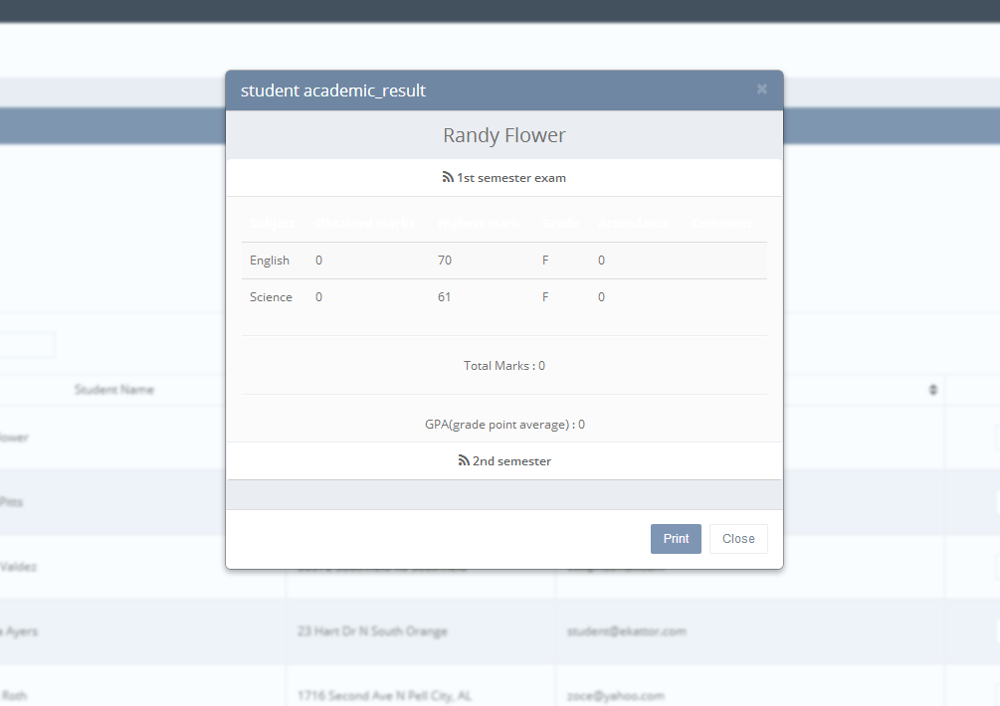 student academic_result ×
Randy Flower
1st semester exam
Subject Obtained marks Highest mark Grade Attendance Comment
English 0 70 F 0
Science 0 61 F 0
Total Marks : 0
Student Name
GPA(grade point average) : 0
lower
2nd semester
Pitts
Print Close
Valdez
Ayers 23 Hart Dr N South Orange student@ekattor.com
Roth 1716 Second Ave N Pell City, AL zoce@yahoo.com